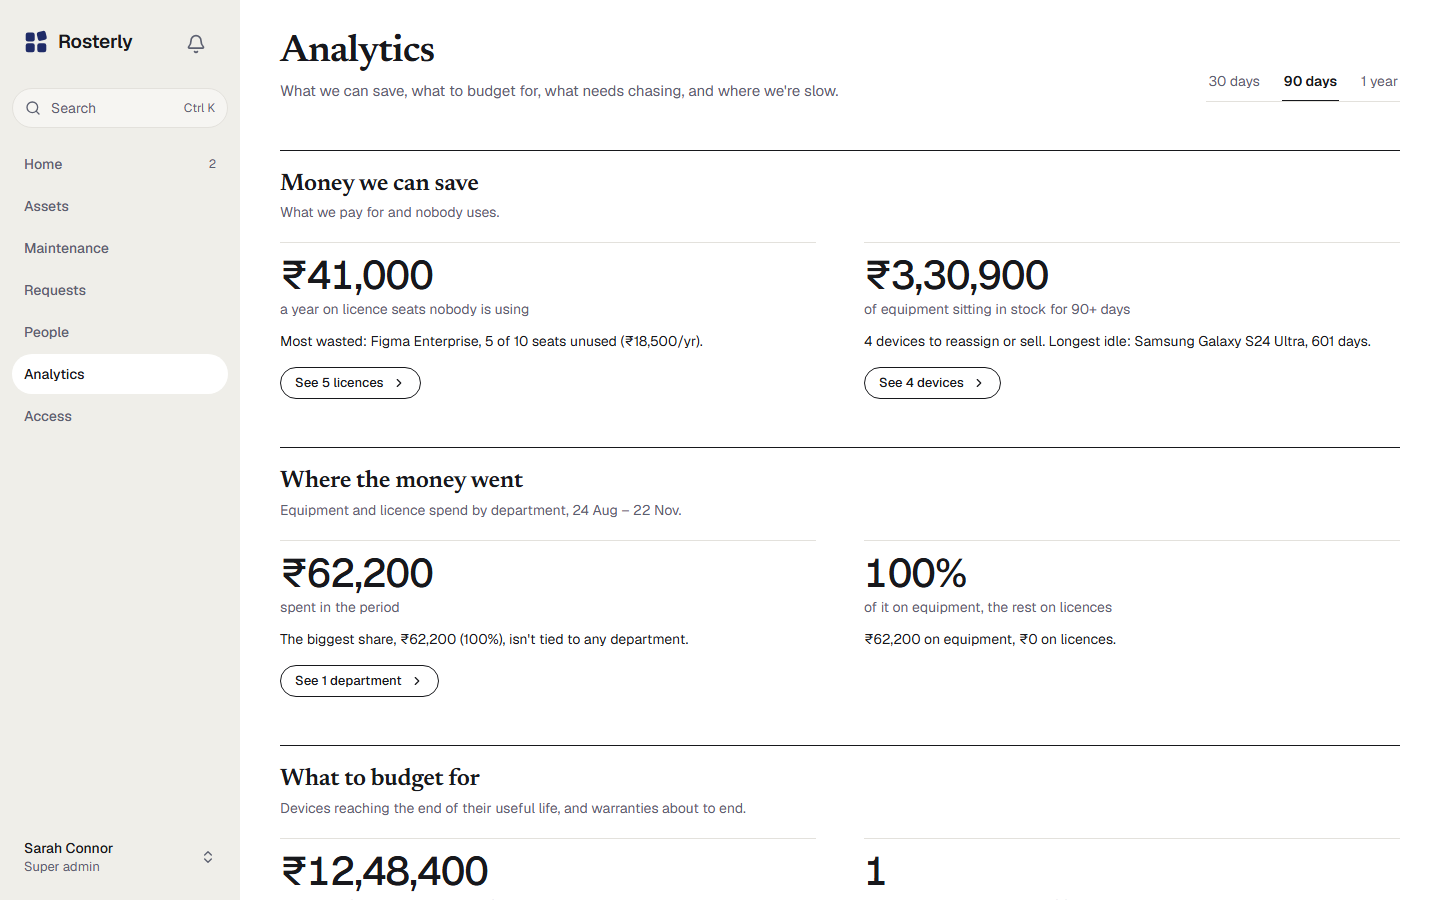 Rosterly
Search Ctrl K
Home 2
Assets
Maintenance
Requests
People
Analytics
Access
Sarah Connor
Super admin
Analytics
What we can save, what to budget for, what needs chasing, and where we're slow.
30 days 90 days 1 year
Money we can save
What we pay for and nobody uses.
₹41,000
a year on licence seats nobody is using
Most wasted: Figma Enterprise, 5 of 10 seats unused (₹18,500/yr).
See 5 licences
₹3,30,900
of equipment sitting in stock for 90+ days
4 devices to reassign or sell. Longest idle: Samsung Galaxy S24 Ultra, 601 days.
See 4 devices
Where the money went
Equipment and licence spend by department, 24 Aug – 22 Nov.
₹62,200
spent in the period
The biggest share, ₹62,200 (100%), isn't tied to any department.
See 1 department
100%
of it on equipment, the rest on licences
₹62,200 on equipment, ₹0 on licences.
What to budget for
Devices reaching the end of their useful life, and warranties about to end.
₹12,48,400
1